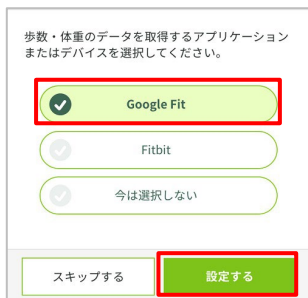 歩数・体重のデータを取得するアプリケーション
またはデバイスを選択してください。
Google Fit
Fitbit
今は選択しない
スキップする
設定する